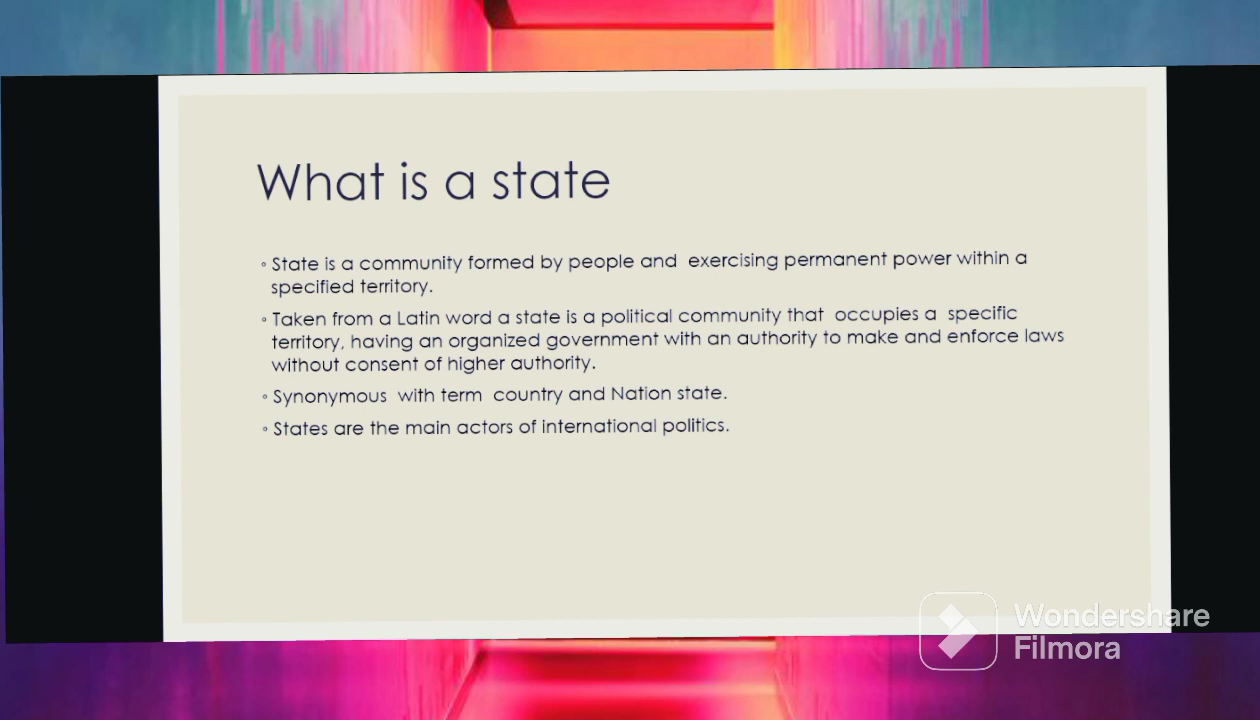 What is a state
◦ State is a community formed by people and  exercising permanent power within a
specified territory.
◦ Taken from a Latin word a state is a political community that  occupies a  specific
territory, having an organized government with an authority to make and enforce laws
without consent of higher authority.
◦ Synonymous  with term  country and Nation state.
◦ States are the main actors of international politics.
Wondershare
Filmora